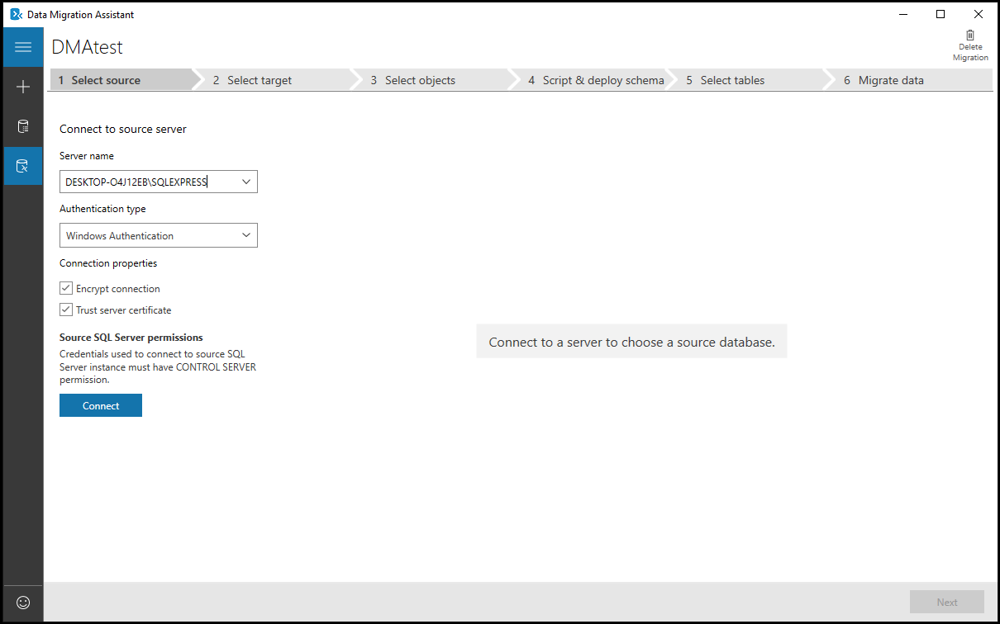 Data Migration Assistant
DMAtest
Delete
Migration
1 Select source
2 Select target
3 Select objects
4 Script & deploy schema
5 Select tables
6 Migrate data
Connect to source server
Server name
DESKTOP-O4J12EB\SQLEXPRESS
Authentication type
Windows Authentication
Connection properties
Encrypt connection
Trust server certificate
Source SQL Server permissions
Credentials used to connect to source SQL
Server instance must have CONTROL SERVER
permission.
Connect
Connect to a server to choose a source database.
Next